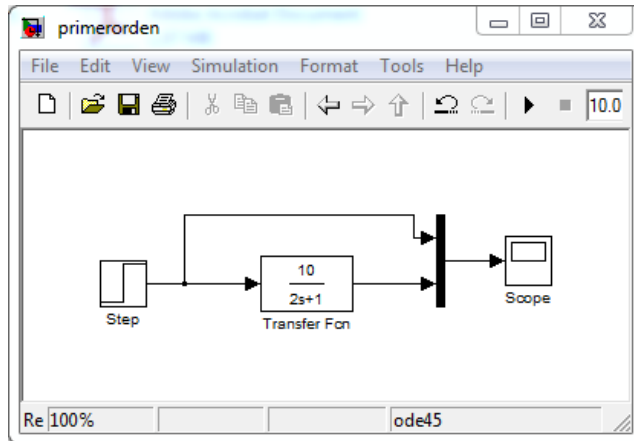 primerorden
File Edit View Simulation Format Tools Help
10.0
10
2s+1
Step
Transfer Fcn
Scope
Re 100% ode45